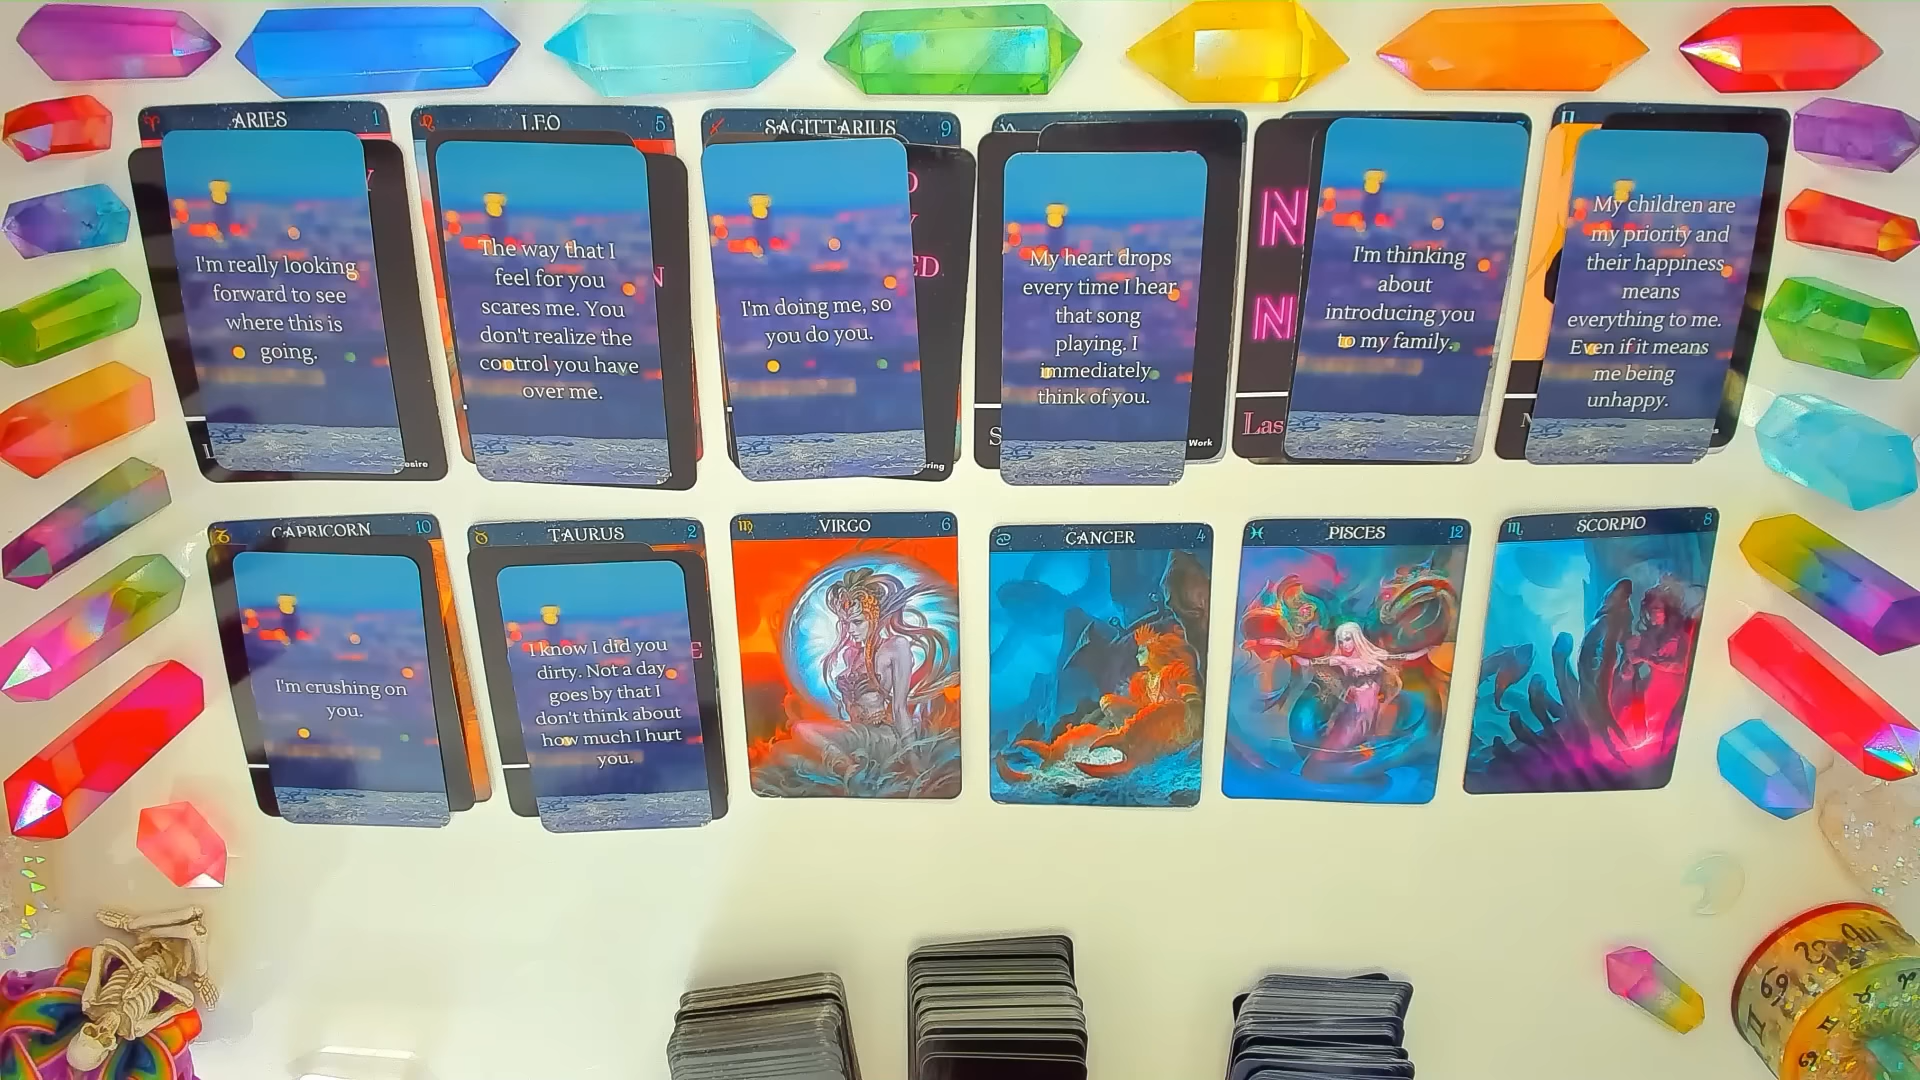 ARIES 1
I'm really looking
forward to see
where this is
going.
LEO 5
The way that I
feel for you
scares me. You
don't realize the
control you have
over me.
N
SAGITTARIUS 9
ED
I'm doing me, so
you do you.
My heart drops
every time I hear
that song
playing. I
immediately
think of you.
S
Work
N
N
I'm thinking
about
introducing you
to my family.
Las
My children are
my priority and
their happiness
means
everything to me.
Even if it means
me being
unhappy.
CAPRICORN 10
I'm crushing on
you.
TAURUS 2
I know I did you
dirty. Not a day
goes by that I
don't think about
how much I hurt
you.
E
VIRGO 6
CANCER 4
PISCES 12
SCORPIO 8